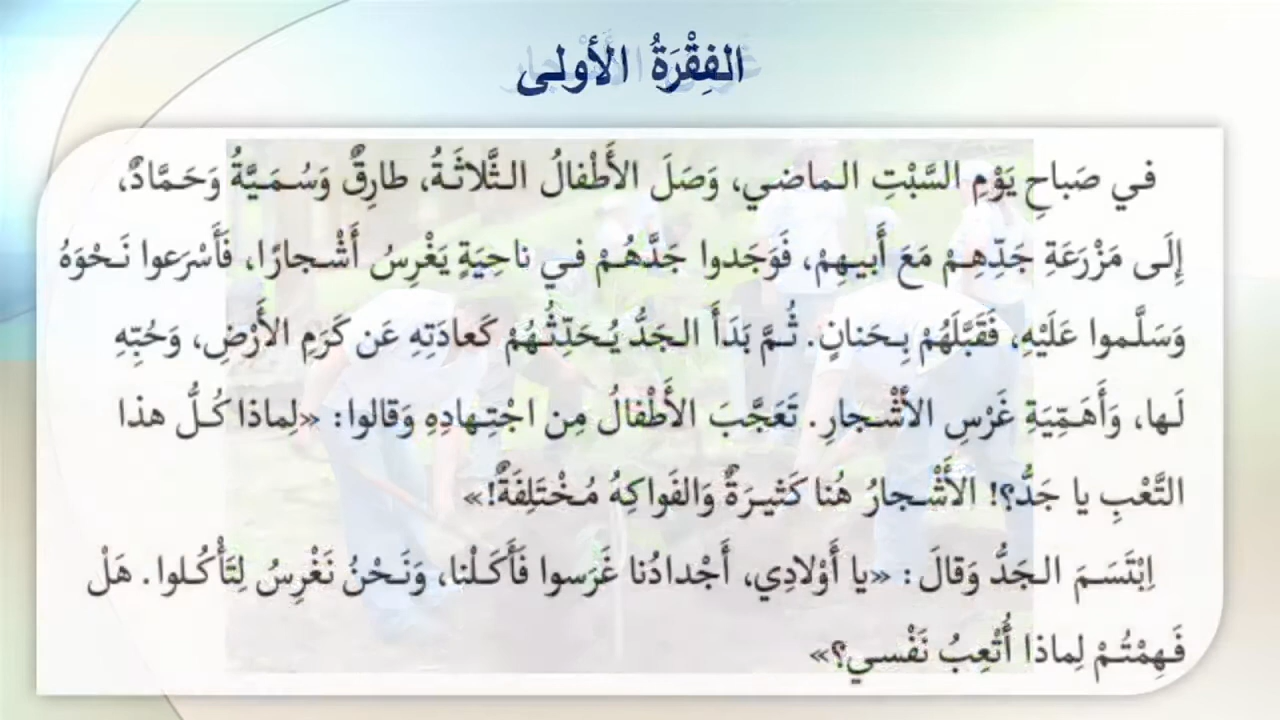 الفِقْرَةُ الأولى
في صَباحِ يَوْمِ السَّبْتِ الماضي، وَصَلَ الأَطْفالُ الثَّلاثَةُ، طارِقٌ وَسُمَيَّةُ وَحَمَّادٌ،
إِلَى مَزْرَعَةِ جَدِّهِمْ مَعَ أَبيهِمْ، فَوَجَدوا جَدَّهُمْ في ناحِيَةٍ يَغْرِسُ أَشْجارًا، فَأَسْرَعوا نَحْوَهُ
وَسَلَّموا عَلَيْهِ، فَقَبَّلَهُمْ بِحَنانٍ. ثُمَّ بَدَأَ الجَدُّ يُحَدِّثُهُمْ كَعادَتِهِ عَن كَرَمِ الأَرْضِ، وَحُبِّهِ
لَها، وَأَهَمِّيَةِ غَرْسِ الأَشْجارِ. تَعَجَّبَ الأَطْفالُ مِن اجْتِهادِهِ وَقالوا: «لِماذا كُلُّ هذا
التَّعْبِ يا جَدُّ؟! الأَشْجارُ هُنا كَثيرَةٌ وَالفَواكِهُ مُخْتَلِفَةٌ!»
اِبْتَسَمَ الجَدُّ وَقالَ: «يا أَوْلادِي، أَجْدادُنا غَرَسوا فَأَكَلْنا، وَنَحْنُ نَغْرِسُ لِتَأْكُلوا. هَلْ
فَهِمْتُمْ لِماذا أُتْعِبُ نَفْسي؟»